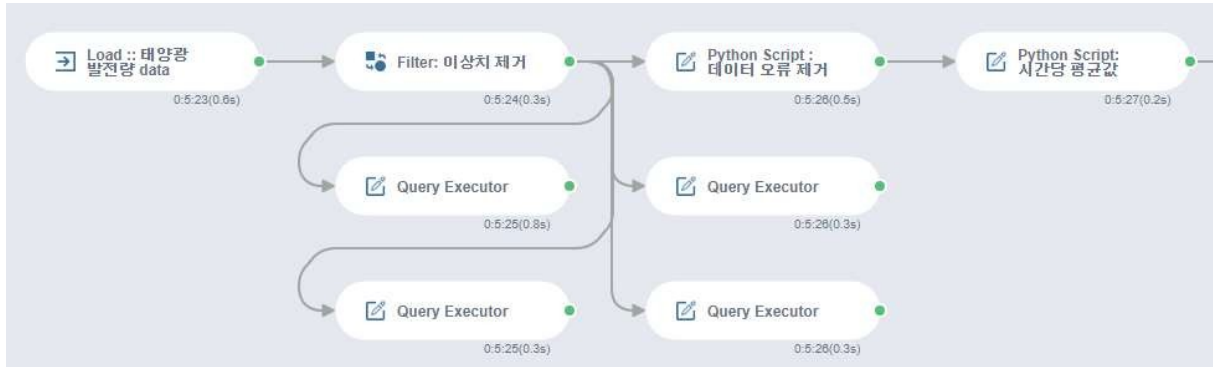 Load :: 태양광
발전량 data
0:5:23(0.6s)
Filter: 이상치 제거
0:5:24(0.3s)
Python Script :
데이터 오류 제거
0:5:26(0.5s)
Python Script:
시간당 평균값
0:5:27(0.2s)
Query Executor
0:5:25(0.8s)
Query Executor
0:5:26(0.3s)
Query Executor
0:5:25(0.3s)
Query Executor
0:5:26(0.3s)